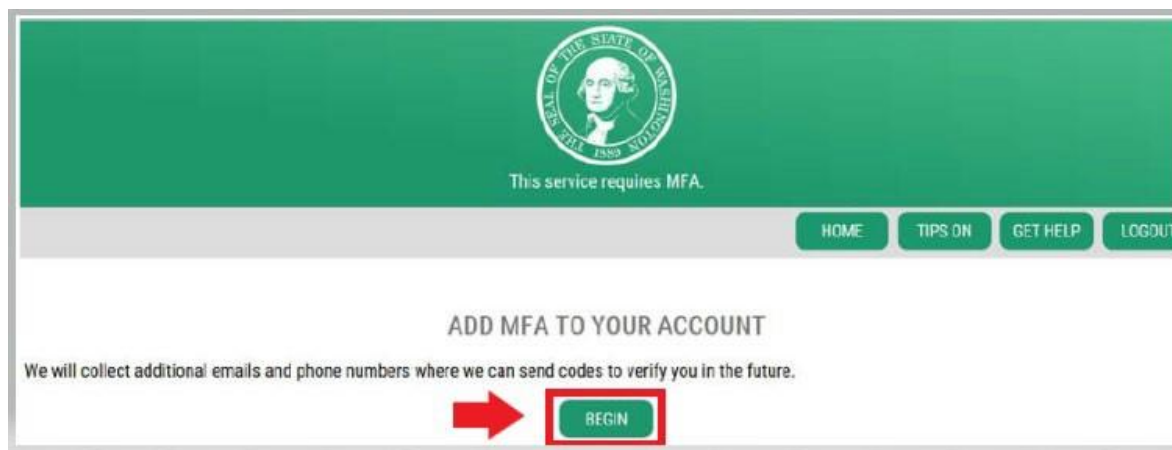 THE SEAL OF THE STATE OF WASHINGTON
1889
This service requires MFA.
HOME TIPS ON GET HELP LOGOUT
ADD MFA TO YOUR ACCOUNT
We will collect additional emails and phone numbers where we can send codes to verify you in the future.
BEGIN